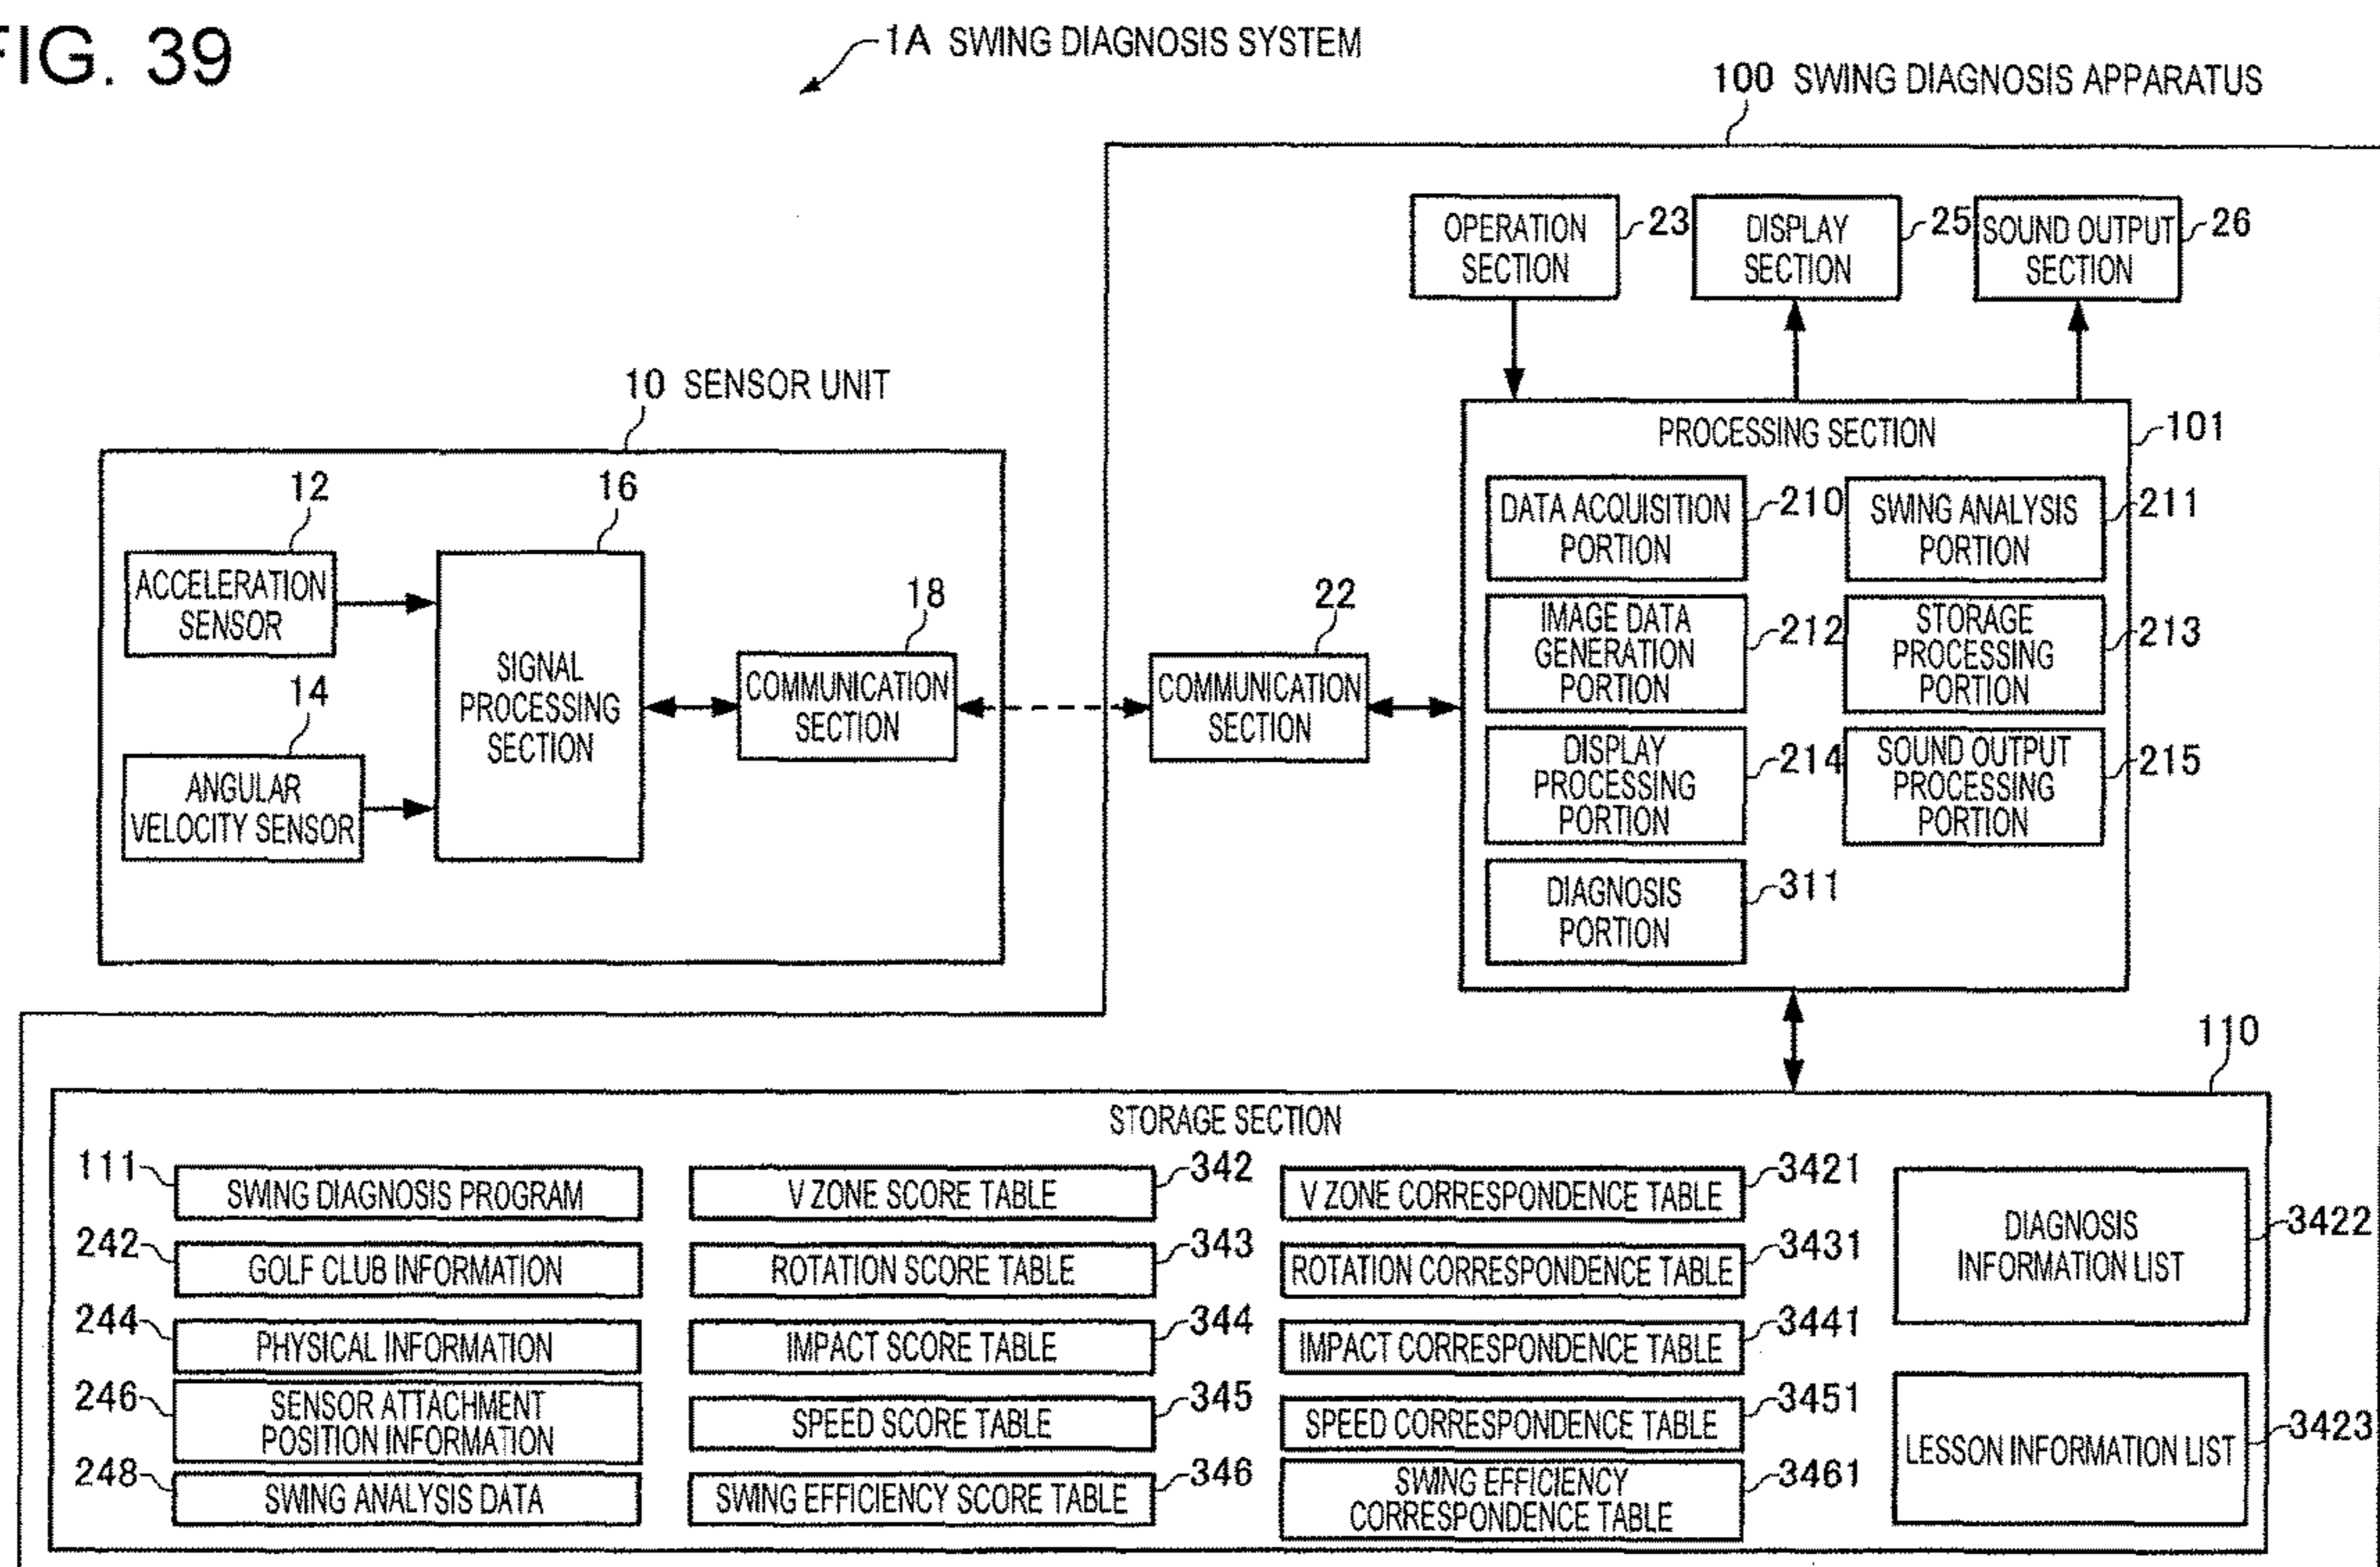 FIG. 39
1A SWING DIAGNOSIS SYSTEM
100 SWING DIAGNOSIS APPARATUS
OPERATION
SECTION
23
DISPLAY
SECTION
25
SOUND OUTPUT
SECTION
26
10 SENSOR UNIT
12
ACCELERATION
SENSOR
14
ANGULAR
VELOCITY SENSOR
16
SIGNAL
PROCESSING
SECTION
18
COMMUNICATION
SECTION
22
COMMUNICATION
SECTION
PROCESSING SECTION
101
DATA ACQUISITION
PORTION
210
SWING ANALYSIS
PORTION
211
IMAGE DATA
GENERATION
PORTION
212
STORAGE
PROCESSING
PORTION
213
DISPLAY
PROCESSING
PORTION
214
SOUND OUTPUT
PROCESSING
PORTION
215
DIAGNOSIS
PORTION
311
110
STORAGE SECTION
111
SWING DIAGNOSIS PROGRAM
242
GOLF CLUB INFORMATION
244
PHYSICAL INFORMATION
246
SENSOR ATTACHMENT
POSITION INFORMATION
248
SWING ANALYSIS DATA
V ZONE SCORE TABLE
342
ROTATION SCORE TABLE
343
IMPACT SCORE TABLE
344
SPEED SCORE TABLE
345
SWING EFFICIENCY SCORE TABLE
346
V ZONE CORRESPONDENCE TABLE
3421
ROTATION CORRESPONDENCE TABLE
3431
IMPACT CORRESPONDENCE TABLE
3441
SPEED CORRESPONDENCE TABLE
3451
SWING EFFICIENCY
CORRESPONDENCE TABLE
3461
DIAGNOSIS
INFORMATION LIST
3422
LESSON INFORMATION LIST
3423